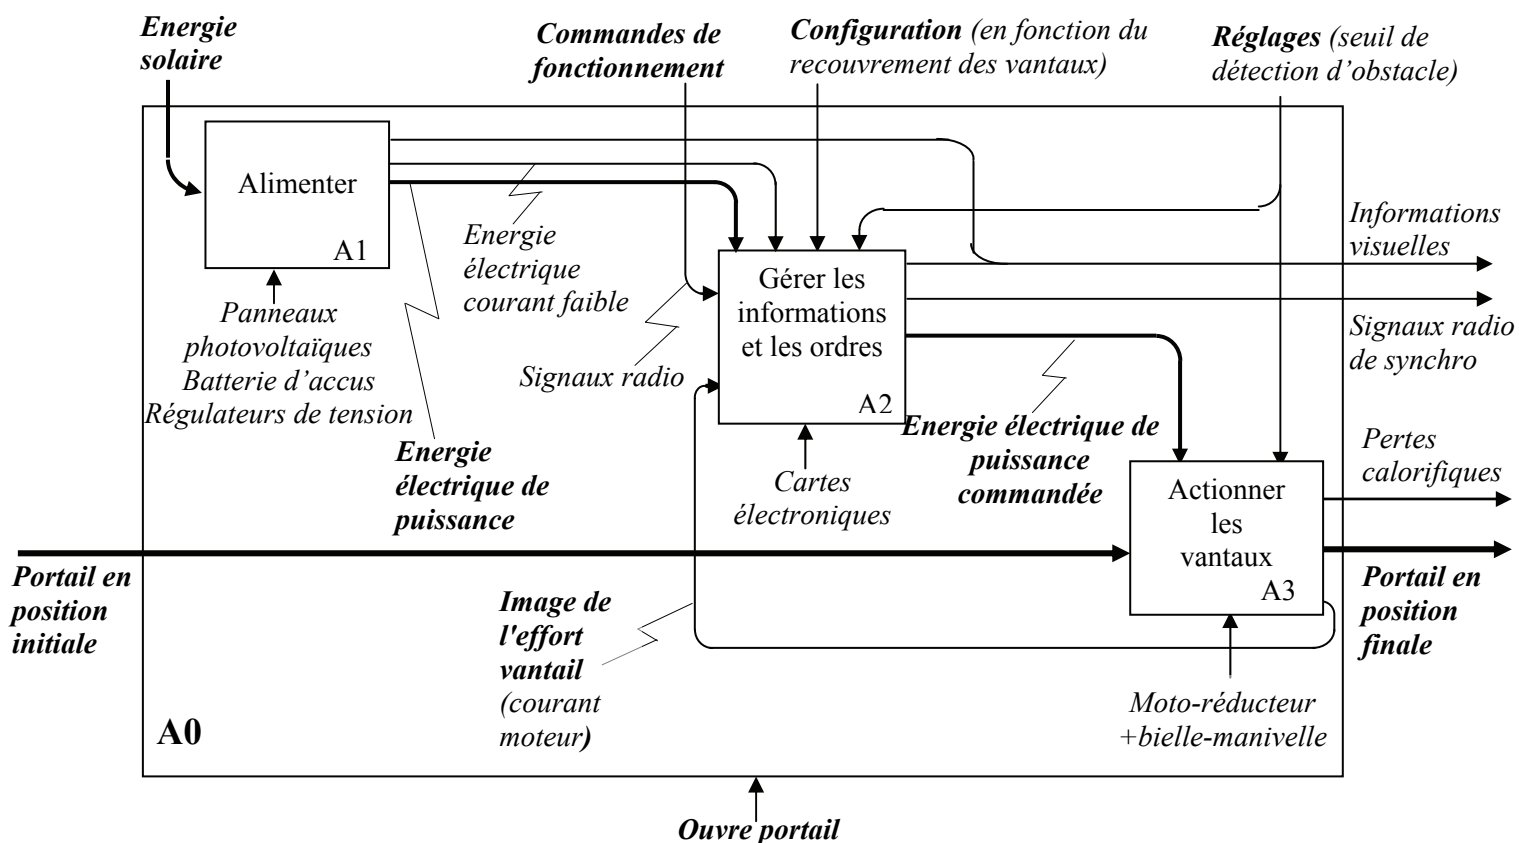 Energie
solaire
Commandes de
fonctionnement
Configuration (en fonction du
recouvrement des vantaux)
Réglages (seuil de
détection d’obstacle)
Alimenter
A1
Panneaux
photovoltaïques
Batterie d’accus
Régulateurs de tension
Energie
électrique
courant faible
Energie
électrique de
puissance
Signaux radio
Gérer les
informations
et les ordres
A2
Cartes
électroniques
Informations
visuelles
Signaux radio
de synchro
Energie électrique de
puissance
commandée
Pertes
calorifiques
Actionner
les
vantaux
A3
Portail en
position
initiale
Portail en
position
finale
Image de
l'effort
vantail
(courant
moteur)
Moto-réducteur
+bielle-manivelle
A0
Ouvre portail